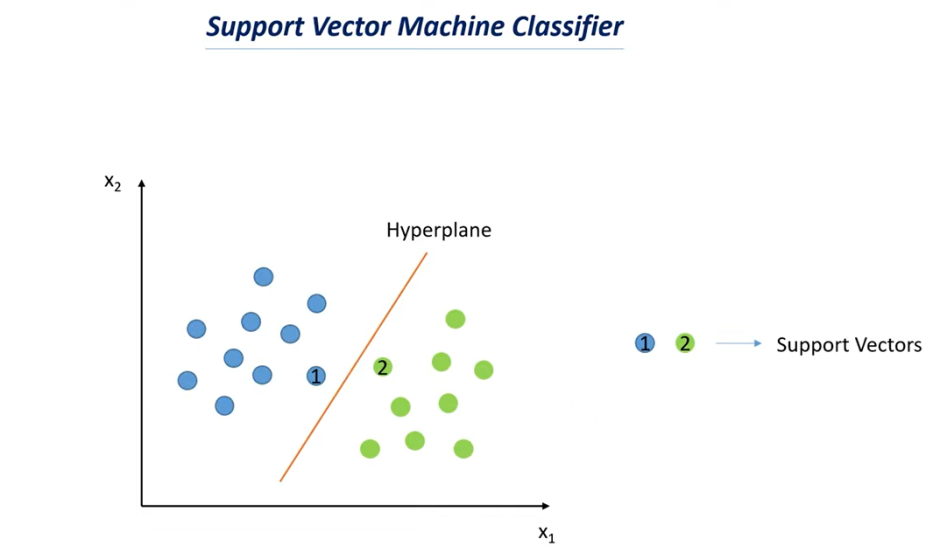 Support Vector Machine Classifier
X₂
Hyperplane
1
2
1 2
Support Vectors
X₁